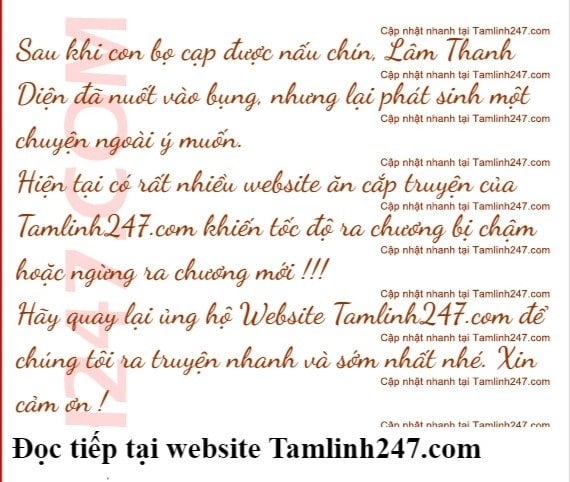 Cập nhật nhanh tại Tamlinh247.com
Sau khi con bọ cạp được nấu chín, Lâm Thanh
Cập nhật nhanh tại Tamlinh247.com
Diện đã nuốt vào bụng, nhưng lại phát sinh một
Cập nhật nhanh tại Tamlinh247.com
chuyện ngoài ý muốn.
Cập nhật nhanh tại Tamlinh247.com
Hiện tại có rất nhiều website ăn cắp truyện của
Cập nhật nhanh tại Tamlinh247.com
Tamlinh247.com khiến tốc độ ra chương bị chậm
Cập nhật nhanh tại Tamlinh247.com
hoặc ngừng ra chương mới !!!
Cập nhật nhanh tại Tamlinh247.com
Hãy quay lại ủng hộ Website Tamlinh247.com để
Cập nhật nhanh tại Tamlinh247.com
chúng tôi ra truyện nhanh và sớm nhất nhé. Xin
Cập nhật nhanh tại Tamlinh247.com
cảm ơn !
Cập nhật nhanh tại Tamlinh247.com
Đọc tiếp tại website Tamlinh247.com
1247.COM